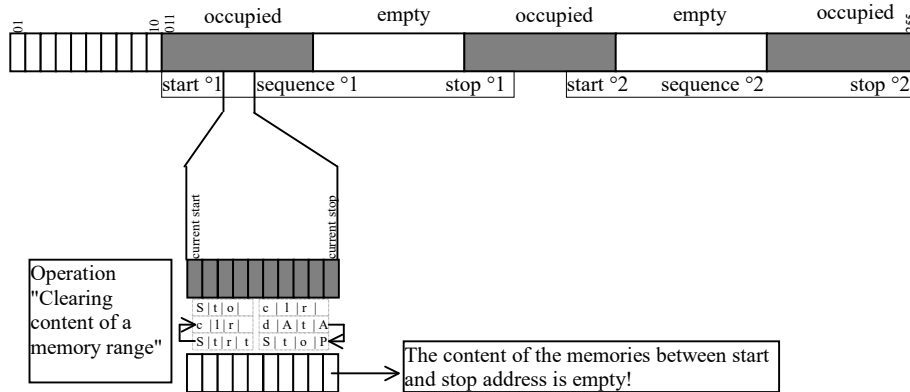 occupied empty occupied empty occupied
01 10 011 255
start °1 sequence °1 stop °1 start °2 sequence °2 stop °2
current start current stop
Operation
"Clearing
content of a
memory range"
S|t|o| c|l|r|
c|l|r| d|A|t|A
S|t|r|t S|t|o|P
The content of the memories between start
and stop address is empty!